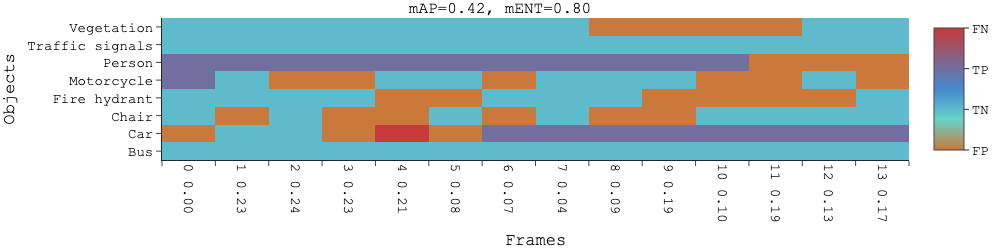 mAP=0.42, mENT=0.80
Objects
Vegetation
Traffic signals
Person
Motorcycle
Fire hydrant
Chair
Car
Bus
0 0.00
1 0.23
2 0.24
3 0.23
4 0.21
5 0.08
6 0.07
7 0.04
8 0.09
9 0.19
10 0.10
11 0.19
12 0.13
13 0.17
Frames
FN
TP
TN
FP